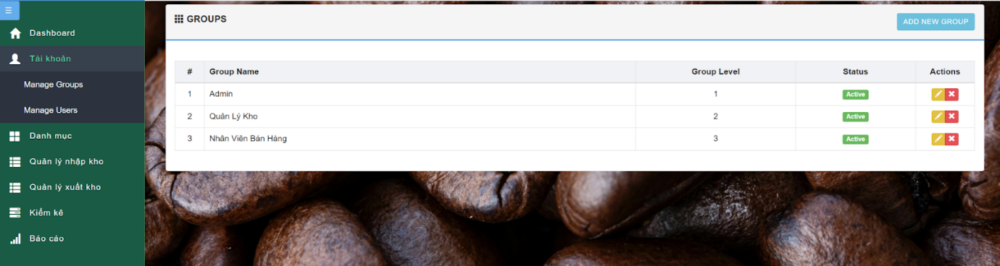 Dashboard
Tài khoản
Manage Groups
Manage Users
Danh mục
Quản lý nhập kho
Quản lý xuất kho
Kiểm kê
Báo cáo
GROUPS
ADD NEW GROUP
# Group Name Group Level Status Actions
1 Admin 1 Active
2 Quản Lý Kho 2 Active
3 Nhân Viên Bán Hàng 3 Active